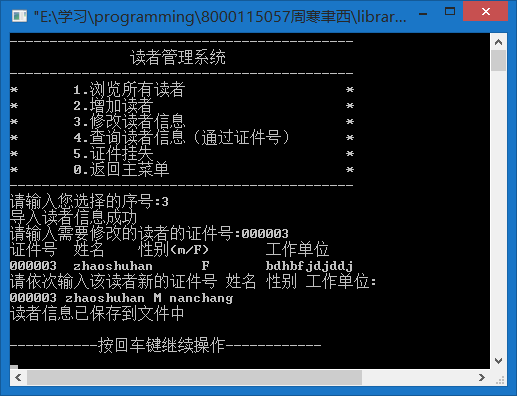 "E:\学习\programming\8000115057周寒聿西\librar...
-------------------------------------------
读者管理系统
-------------------------------------------
* 1.浏览所有读者 *
* 2.增加读者 *
* 3.修改读者信息 *
* 4.查询读者信息（通过证件号） *
* 5.证件挂失 *
* 0.返回主菜单 *
-------------------------------------------
请输入您选择的序号:3
导入读者信息成功
请输入需要修改的读者的证件号:000003
证件号 姓名 性别(m/F) 工作单位
000003 zhaoshuhan F bdhbfjdjddj
请依次输入该读者新的证件号 姓名 性别 工作单位:
000003 zhaoshuhan M nanchang
读者信息已保存到文件中
-----------按回车键继续操作------------